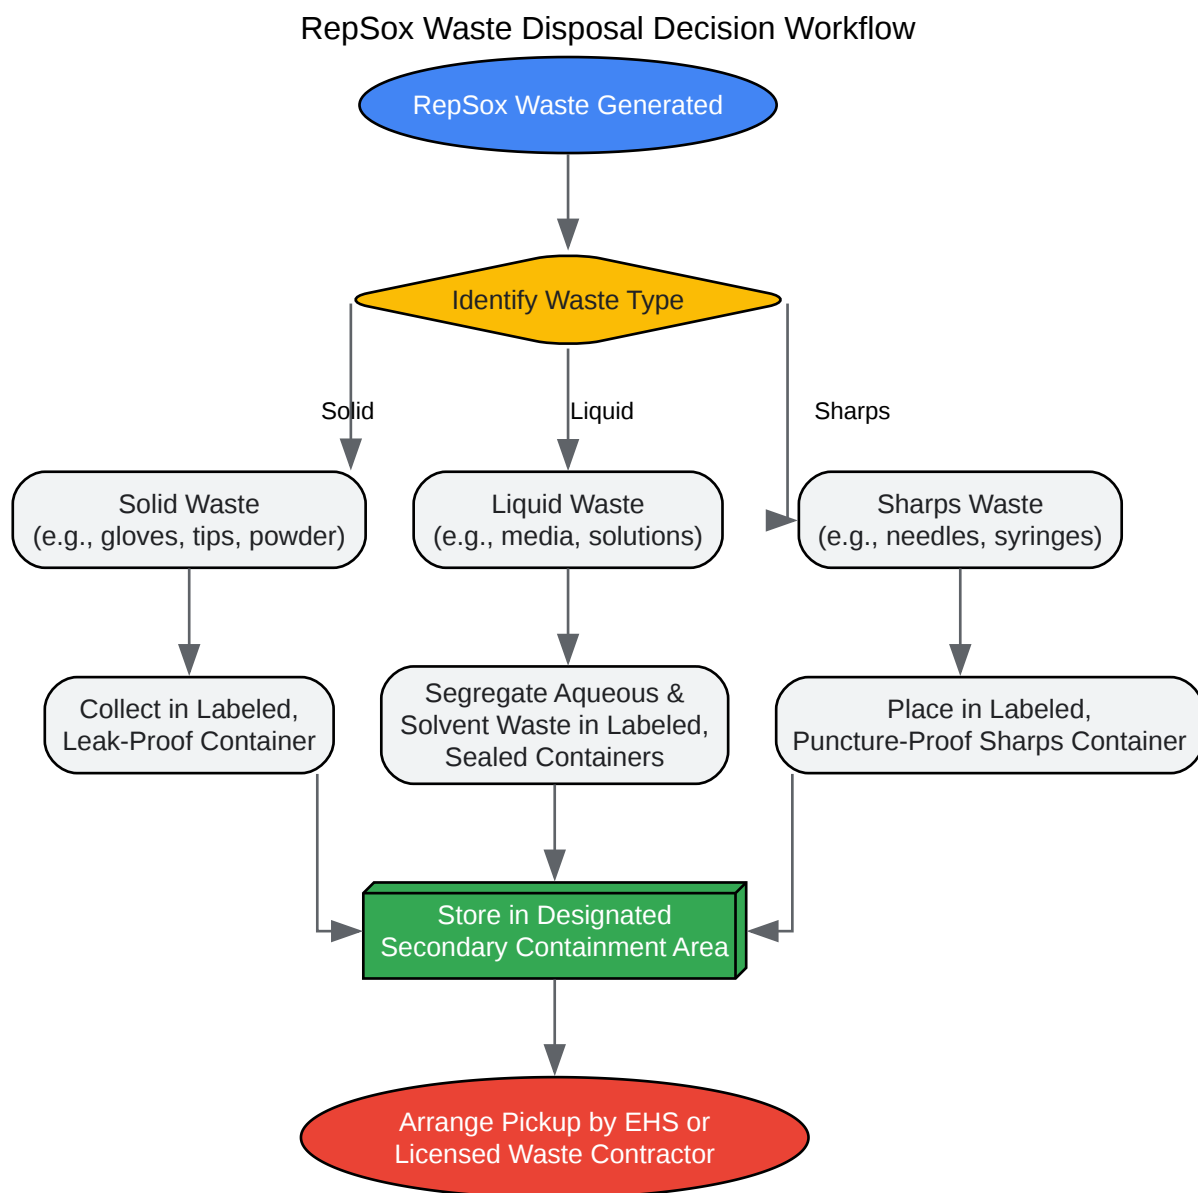 RepSox Waste Disposal Decision Workflow
RepSox Waste Generated
Identify Waste Type
Solid
Liquid
Sharps
Solid Waste
(e.g., gloves, tips, powder)
Liquid Waste
(e.g., media, solutions)
Sharps Waste
(e.g., needles, syringes)
Collect in Labeled,
Leak-Proof Container
Segregate Aqueous &
Solvent Waste in Labeled,
Sealed Containers
Place in Labeled,
Puncture-Proof Sharps Container
Store in Designated
Secondary Containment Area
Arrange Pickup by EHS or
Licensed Waste Contractor